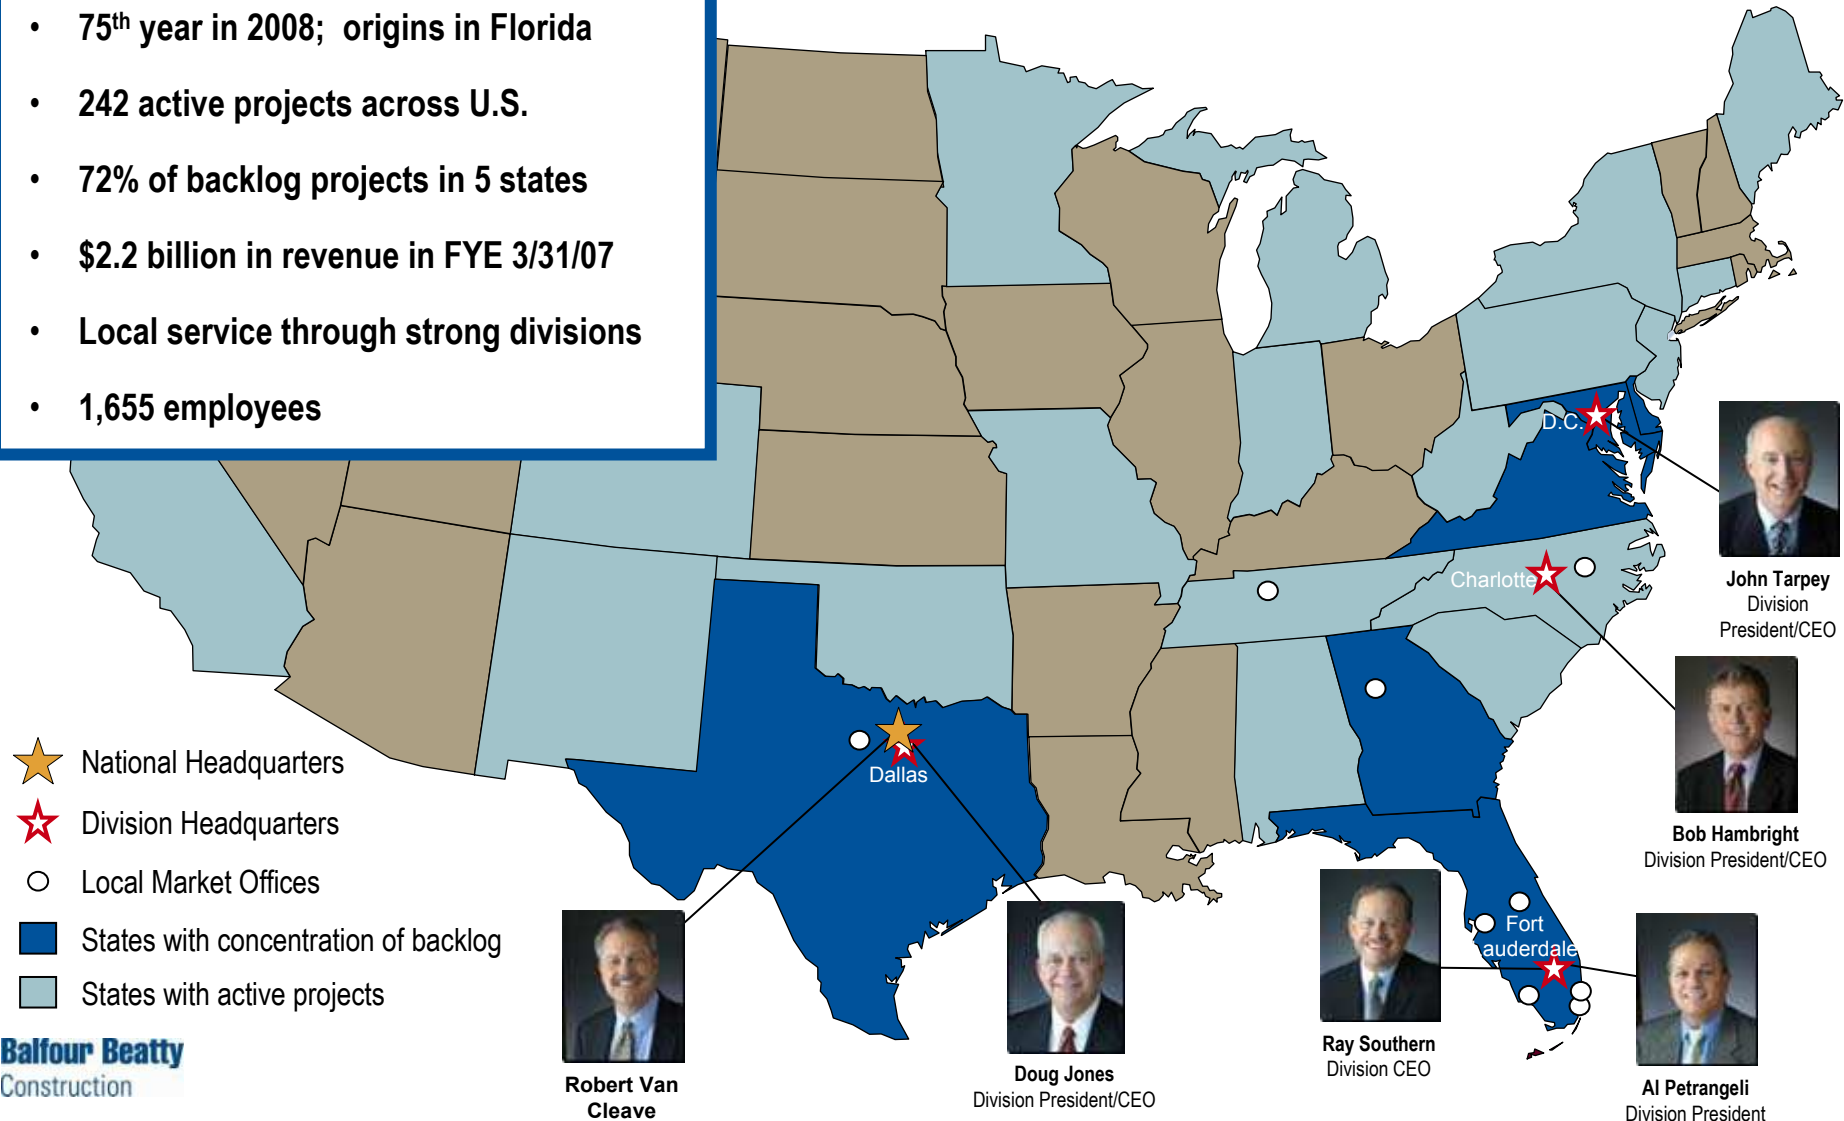 • 75th year in 2008; origins in Florida
• 242 active projects across U.S.
• 72% of backlog projects in 5 states
• $2.2 billion in revenue in FYE 3/31/07
• Local service through strong divisions
• 1,655 employees
D.C.
John Tarpey
Division
President/CEO
Charlotte
Bob Hambright
Division President/CEO
National Headquarters
Division Headquarters
Local Market Offices
States with concentration of backlog
States with active projects
Dallas
Robert Van
Cleave
Doug Jones
Division President/CEO
Fort
auderdale
Ray Southern
Division CEO
Al Petrangeli
Division President
Balfour Beatty
Construction